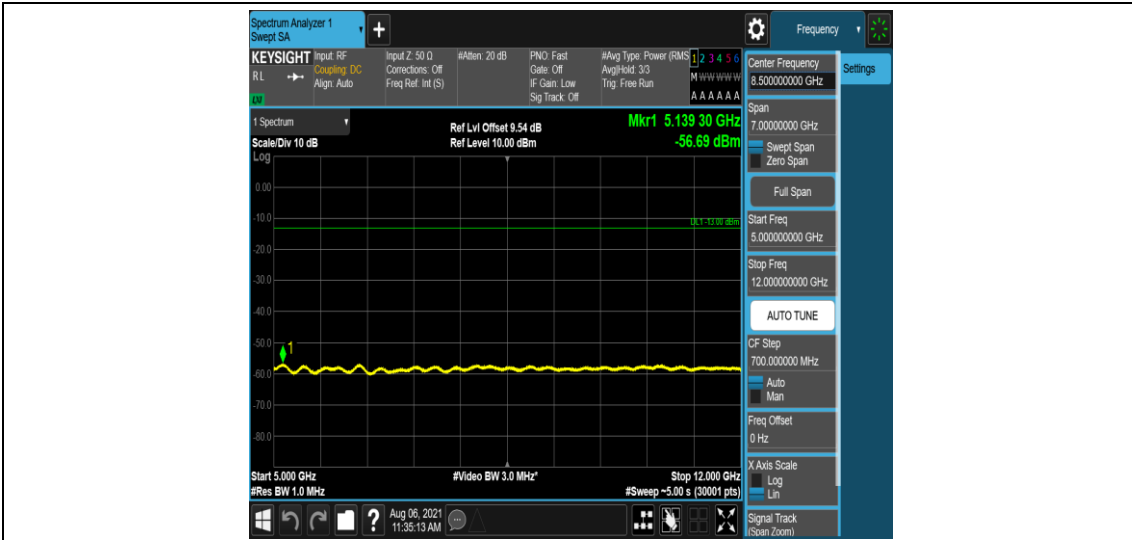 Spectrum Analyzer 1
Swept SA
+
Frequency
KEYSIGHT
RL
Input: RF
Coupling: DC
Align: Auto
Input Z: 50 Ω
Corrections: Off
Freq Ref: Int (S)
#Atten: 20 dB
PNO: Fast
Gate: Off
IF Gain: Low
Sig Track: Off
#Avg Type: Power (RMS
Avg|Hold: 3/3
Trig: Free Run
1 2 3 4 5 6
M W W W W W
A A A A A A
1 Spectrum
Scale/Div 10 dB
Ref Lvl Offset 9.54 dB
Ref Level 10.00 dBm
Mkr1 5.139 30 GHz
-56.69 dBm
Log
0.00
-10.0
-20.0
-30.0
-40.0
-50.0
-60.0
-70.0
-80.0
DL1 -13.00 dBm
1
Start 5.000 GHz
#Res BW 1.0 MHz
#Video BW 3.0 MHz*
Stop 12.000 GHz
#Sweep ~5.00 s (30001 pts)
?
Aug 06, 2021
11:35:13 AM
Center Frequency
8.500000000 GHz
Settings
Span
7.00000000 GHz
Swept Span
Zero Span
Full Span
Start Freq
5.000000000 GHz
Stop Freq
12.000000000 GHz
AUTO TUNE
CF Step
700.000000 MHz
Auto
Man
Freq Offset
0 Hz
X Axis Scale
Log
Lin
Signal Track
(Span Zoom)